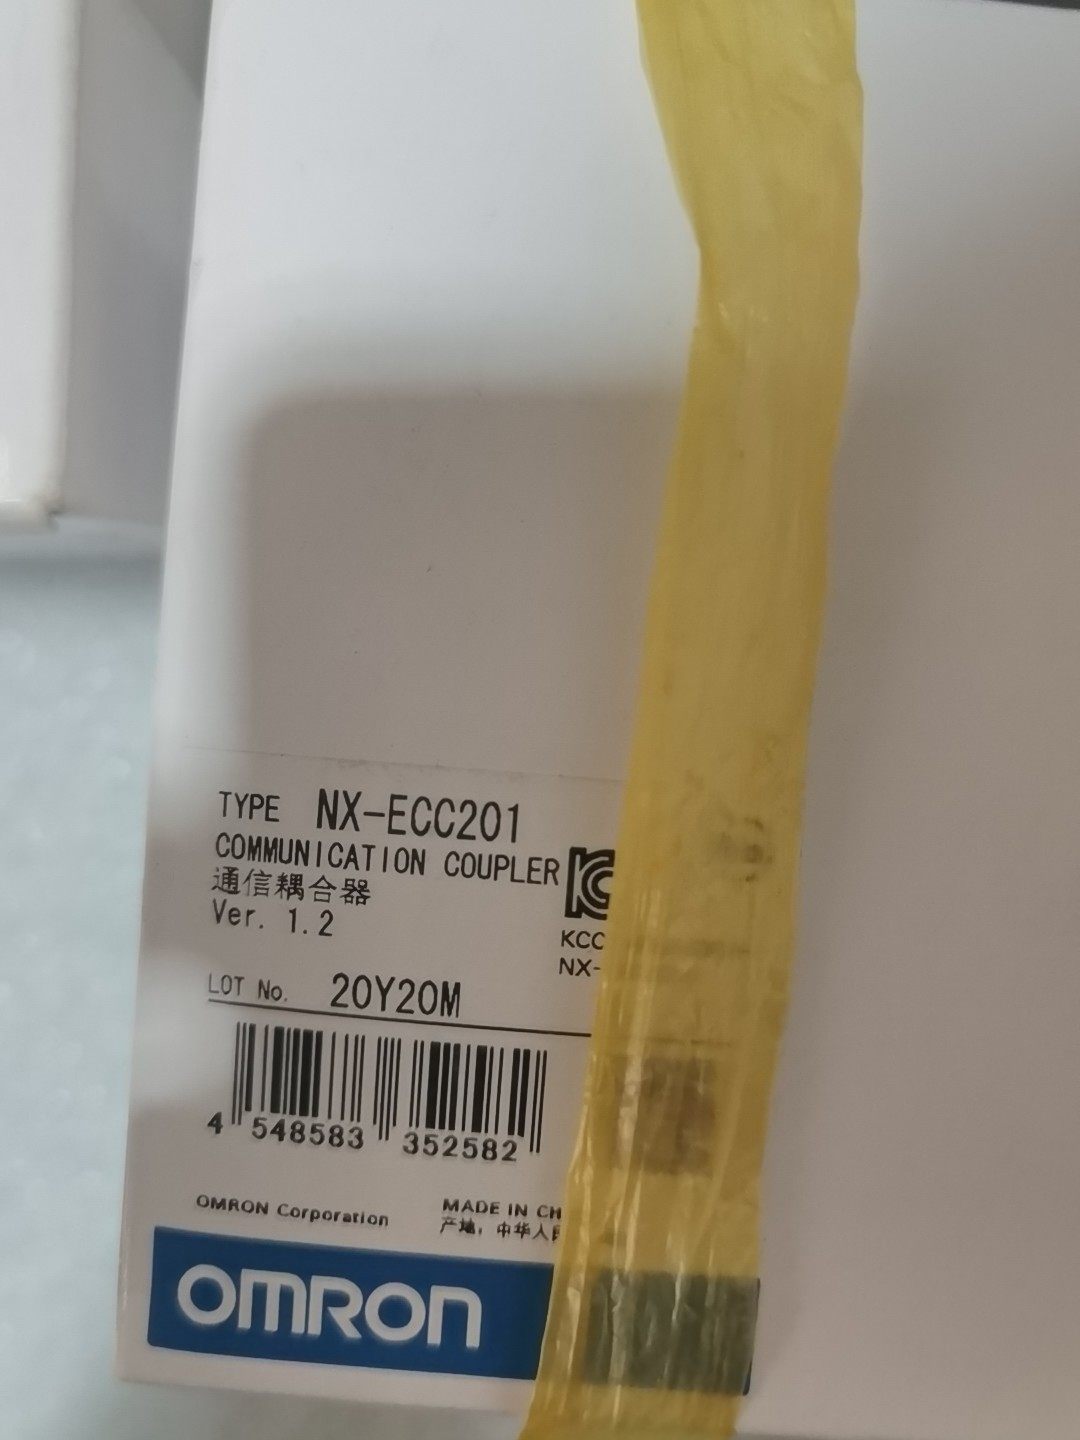 TYPE NX-ECC201
COMMUNICATION COUPLER
通信耦合器
Ver. 1.2
KCC
NX-
LOT No. 20Y20M
4 548583 352582
OMRON Corporation
MADE IN CH
产地：中华人民
OMRON